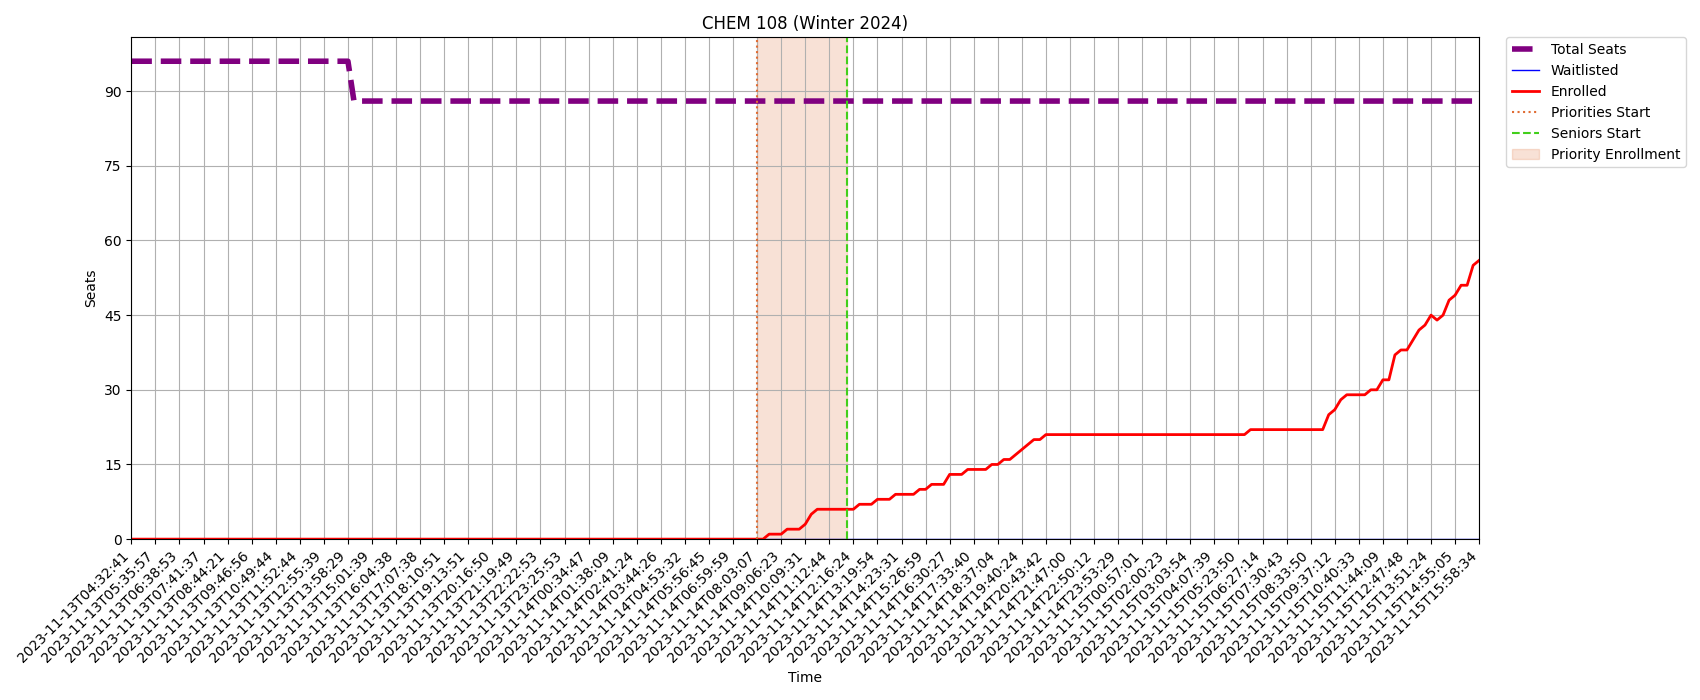 CHEM 108 (Winter 2024)
Total Seats
Waitlisted
Enrolled
Priorities Start
Seniors Start
Priority Enrollment
Seats
90
75
60
45
30
15
0
2023-11-13T04:32:41
2023-11-13T05:35:57
2023-11-13T06:38:53
2023-11-13T07:41:37
2023-11-13T08:44:21
2023-11-13T09:46:56
2023-11-13T10:49:44
2023-11-13T11:52:44
2023-11-13T12:55:39
2023-11-13T13:58:29
2023-11-13T15:01:39
2023-11-13T16:04:38
2023-11-13T17:07:38
2023-11-13T18:10:51
2023-11-13T19:13:51
2023-11-13T20:16:50
2023-11-13T21:19:49
2023-11-13T22:22:53
2023-11-13T23:25:53
2023-11-14T00:34:47
2023-11-14T01:38:09
2023-11-14T02:41:24
2023-11-14T03:44:26
2023-11-14T04:53:32
2023-11-14T05:56:45
2023-11-14T06:59:59
2023-11-14T08:03:07
2023-11-14T09:06:23
2023-11-14T10:09:31
2023-11-14T11:12:44
2023-11-14T12:16:24
2023-11-14T13:19:54
2023-11-14T14:23:31
2023-11-14T15:26:59
2023-11-14T16:30:27
2023-11-14T17:33:40
2023-11-14T18:37:04
2023-11-14T19:40:24
2023-11-14T20:43:42
2023-11-14T21:47:00
2023-11-14T22:50:12
2023-11-14T23:53:29
2023-11-15T00:57:01
2023-11-15T02:00:23
2023-11-15T03:03:54
2023-11-15T04:07:39
2023-11-15T05:23:50
2023-11-15T06:27:14
2023-11-15T07:30:43
2023-11-15T08:33:50
2023-11-15T09:37:12
2023-11-15T10:40:33
2023-11-15T11:44:09
2023-11-15T12:47:48
2023-11-15T13:51:24
2023-11-15T14:55:05
2023-11-15T15:58:34
Time